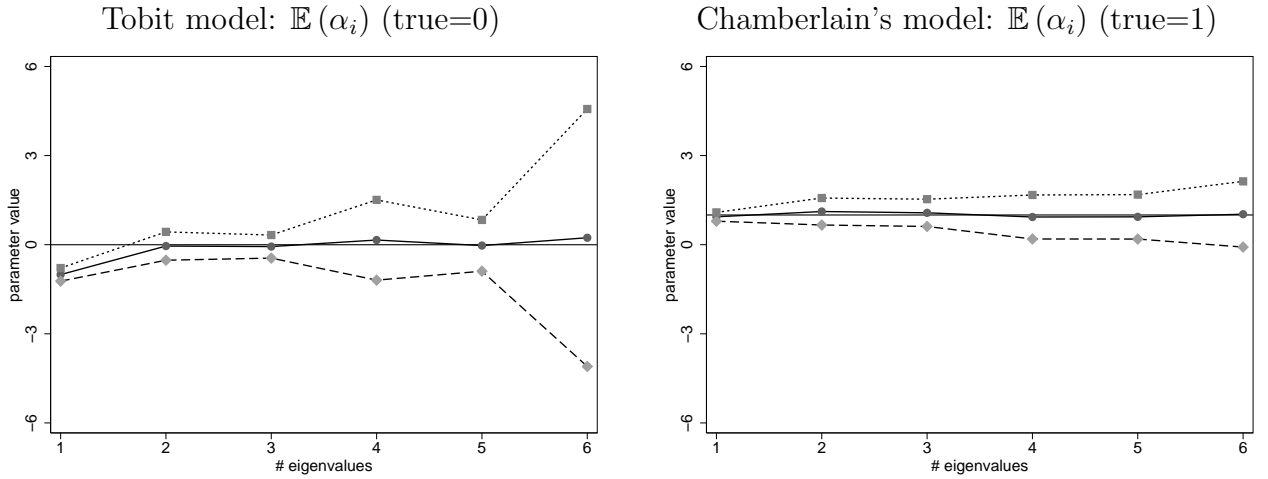 Tobit model: 𝔼 (αᵢ) (true=0)
6
3
0
−3
−6
parameter value
1 2 3 4 5 6
# eigenvalues
Chamberlain's model: 𝔼 (αᵢ) (true=1)
6
3
0
−3
−6
parameter value
1 2 3 4 5 6
# eigenvalues